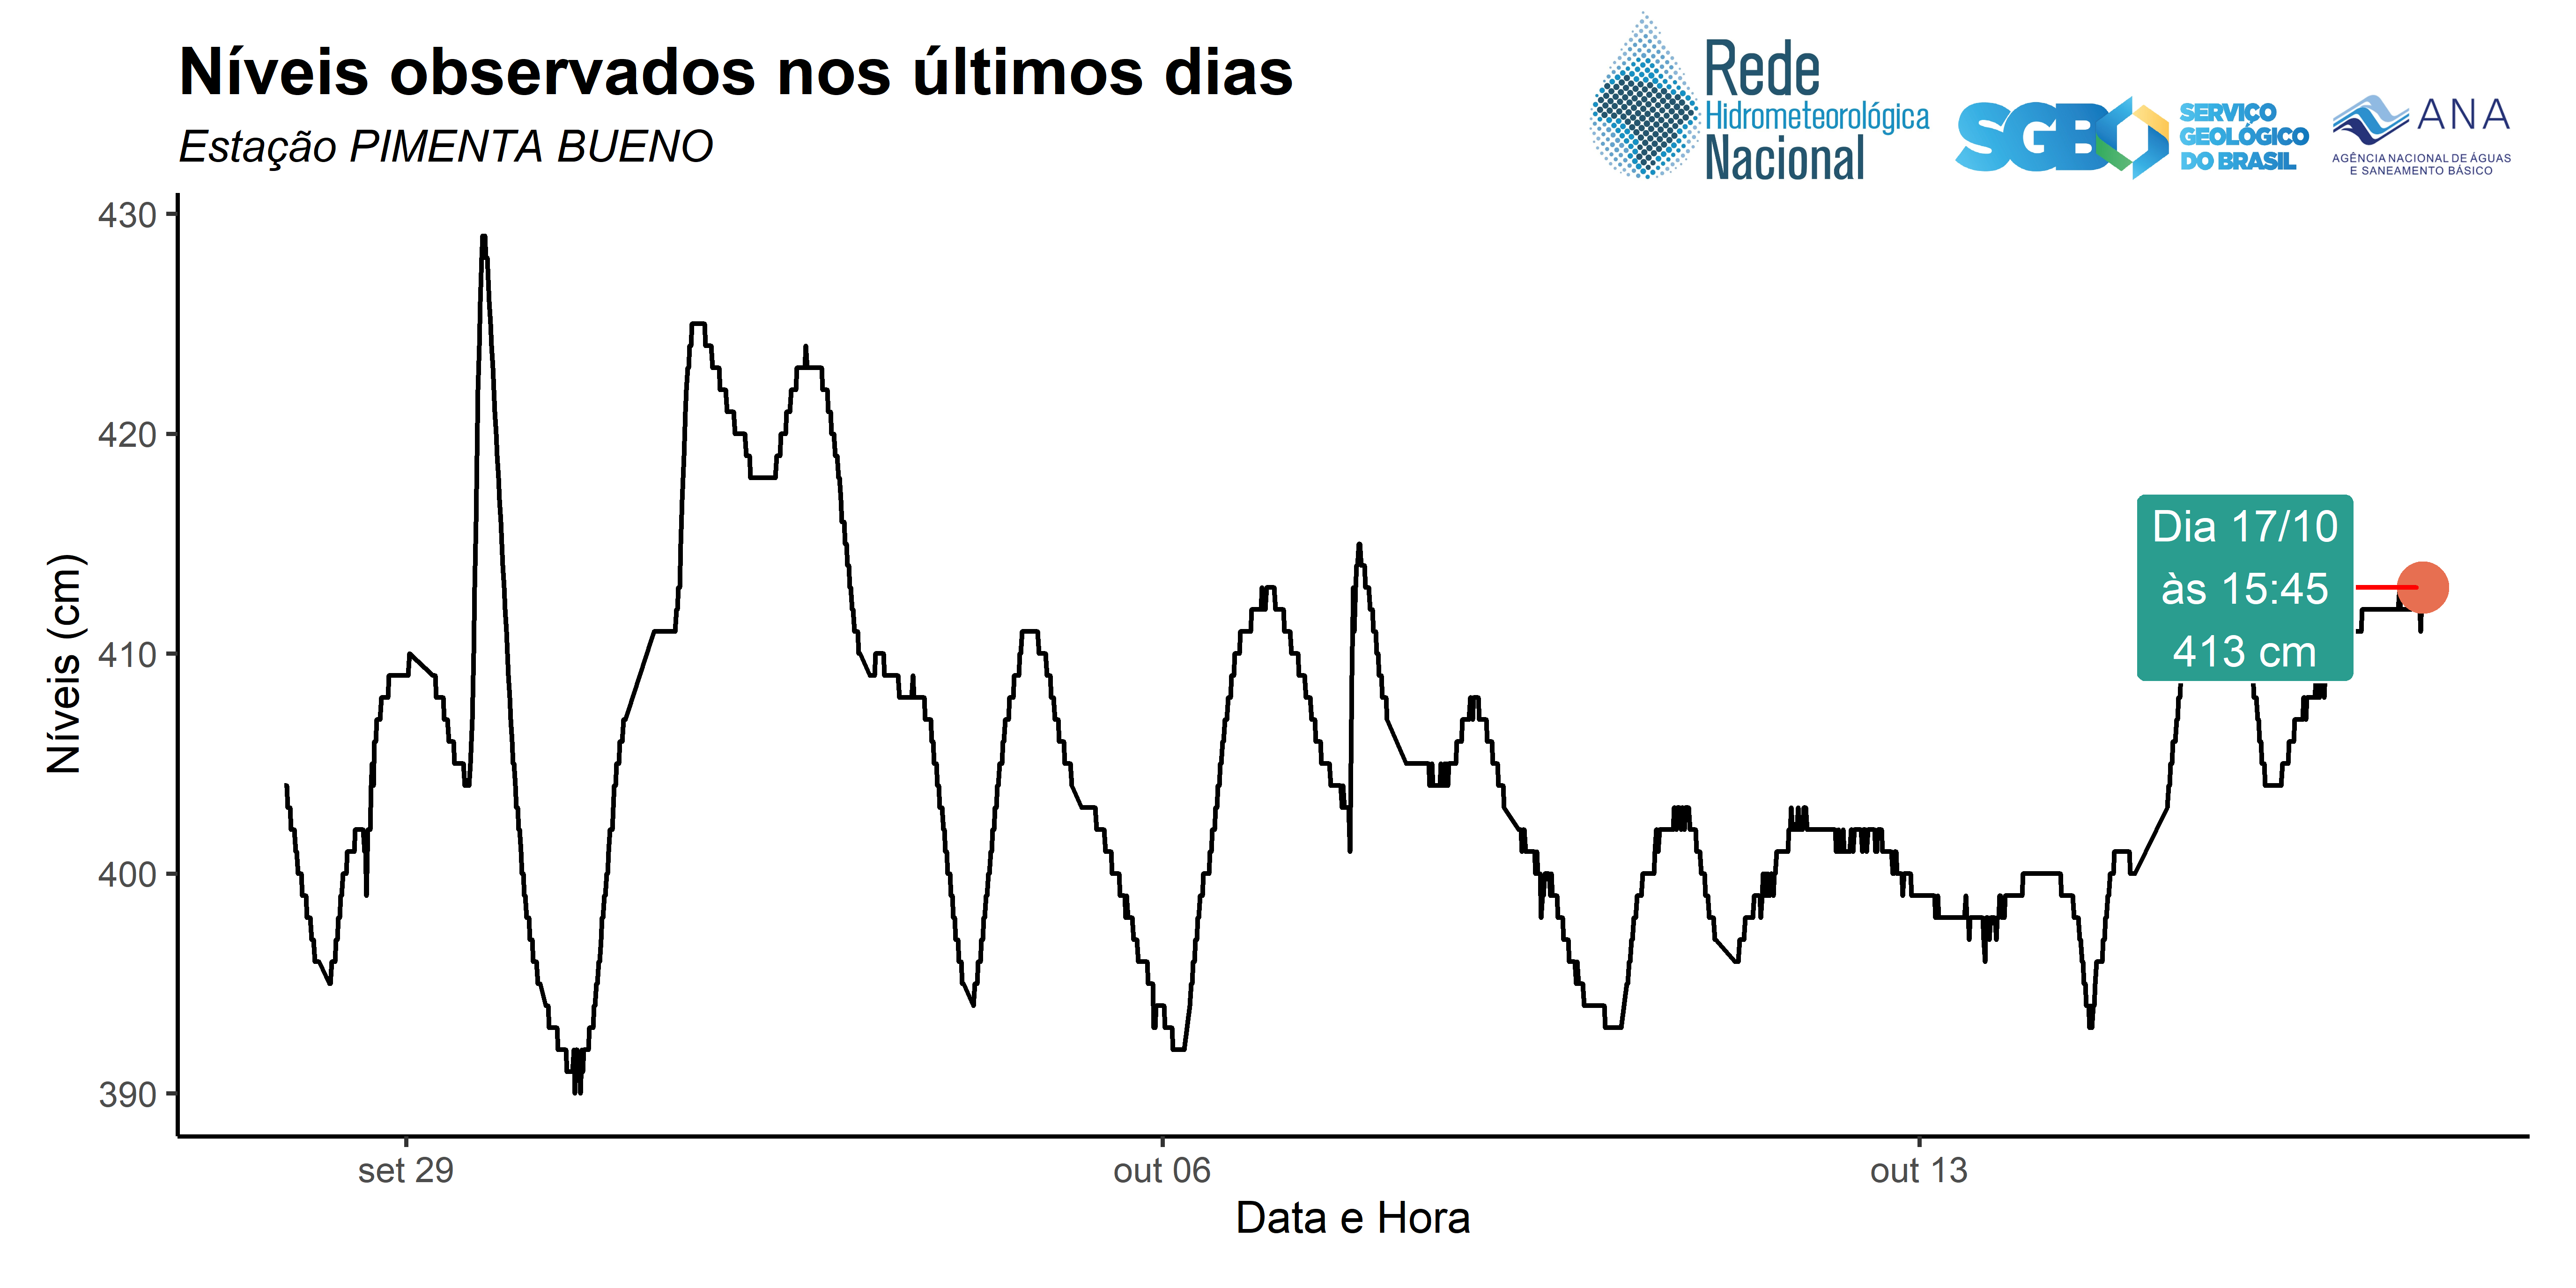 Níveis observados nos últimos dias
Estação PIMENTA BUENO
Rede
Hidrometeorológica
Nacional
SGB
SERVIÇO
GEOLÓGICO
DO BRASIL
ANA
AGÊNCIA NACIONAL DE ÁGUAS
E SANEAMENTO BÁSICO
Níveis (cm)
430
420
410
400
390
Dia 17/10
às 15:45
413 cm
set 29
out 06
out 13
Data e Hora